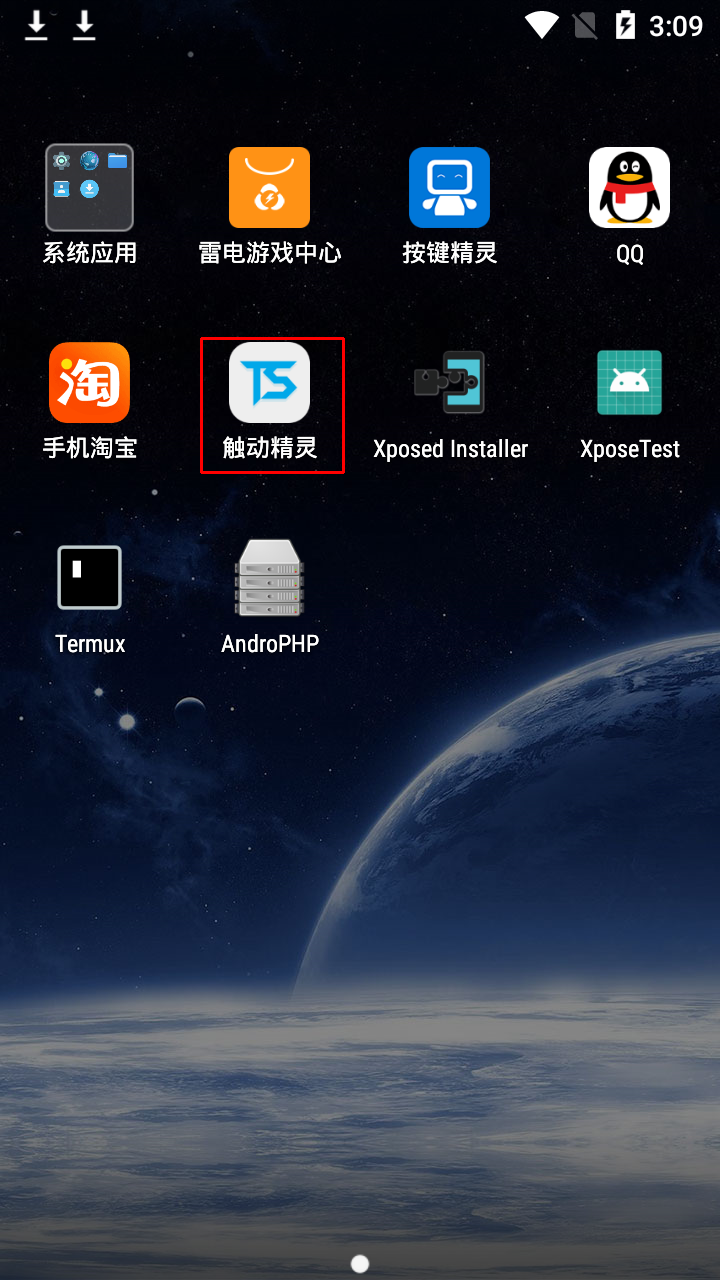 3:09
系统应用
雷电游戏中心
按键精灵
QQ
淘
手机淘宝
TS
触动精灵
Xposed Installer
XposeTest
Termux
AndroPHP